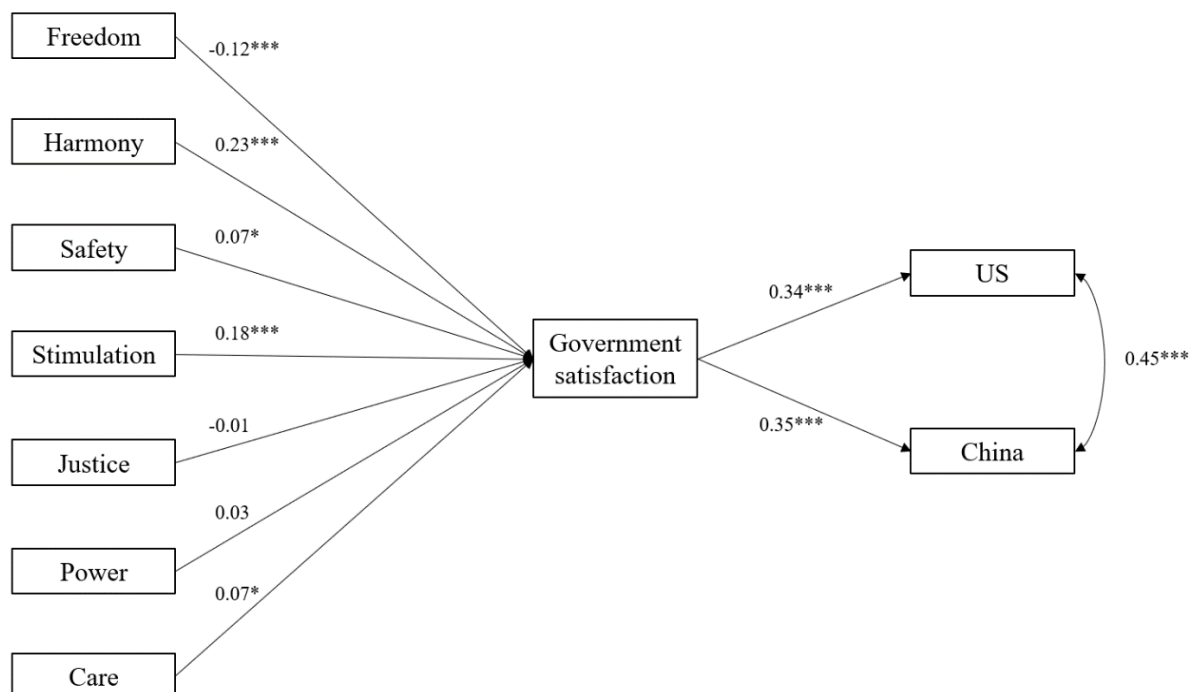 Freedom
-0.12***
Harmony
0.23***
Safety
0.07*
Stimulation
0.18***
Justice
-0.01
Power
0.03
Care
0.07*
Government
satisfaction
0.34***
0.35***
US
China
0.45***